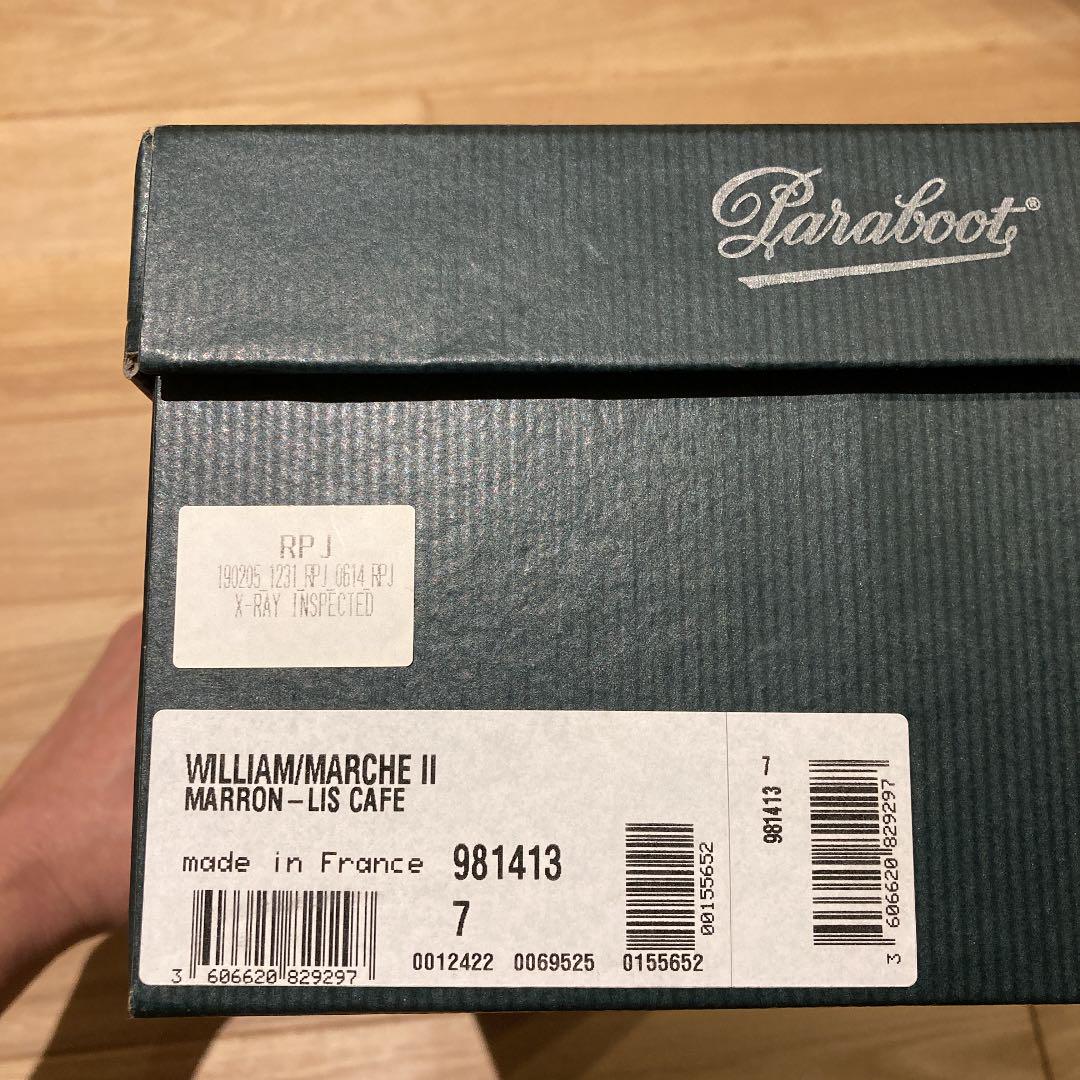 Paraboot®
RPJ
190205_1231_RPJ_0614_RPJ
X-RAY INSPECTED
WILLIAM/MARCHE II
MARRON-LIS CAFE
made in France 981413
7
3 606620 829297
0012422 0069525 0155652
00155652
7
981413
3 606620 829297